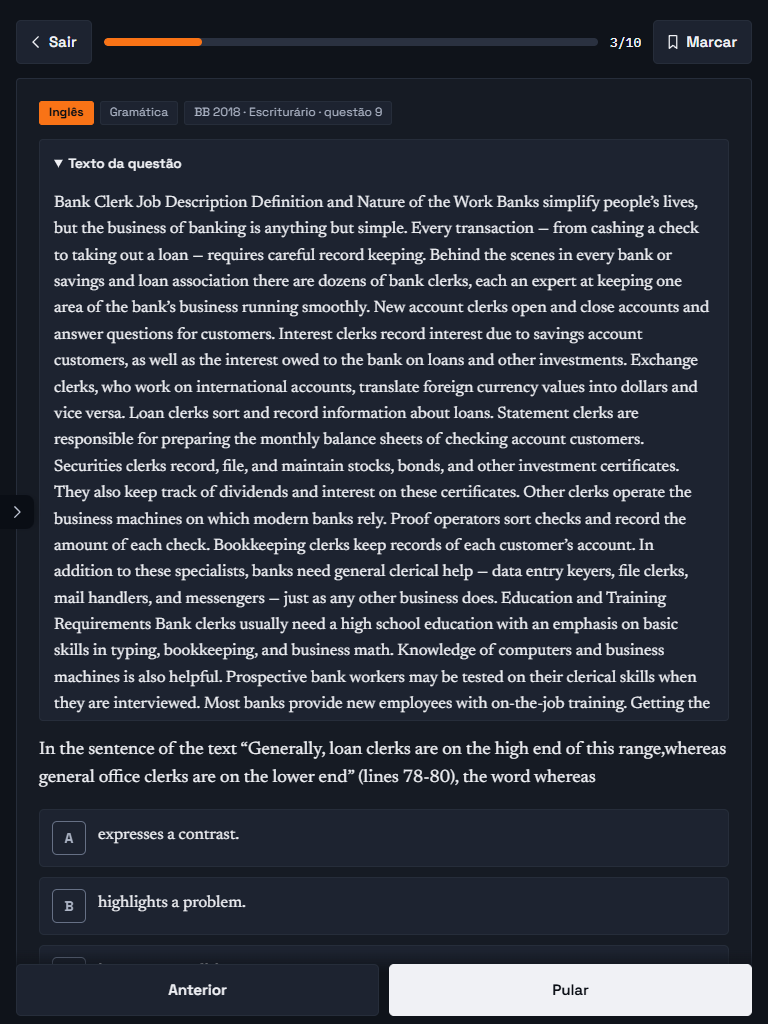 Sair
3/10
Marcar
Inglês
Gramática
BB 2018 · Escriturário · questão 9
Texto da questão
Bank Clerk Job Description Definition and Nature of the Work Banks simplify people’s lives,
but the business of banking is anything but simple. Every transaction — from cashing a check
to taking out a loan — requires careful record keeping. Behind the scenes in every bank or
savings and loan association there are dozens of bank clerks, each an expert at keeping one
area of the bank’s business running smoothly. New account clerks open and close accounts and
answer questions for customers. Interest clerks record interest due to savings account
customers, as well as the interest owed to the bank on loans and other investments. Exchange
clerks, who work on international accounts, translate foreign currency values into dollars and
vice versa. Loan clerks sort and record information about loans. Statement clerks are
responsible for preparing the monthly balance sheets of checking account customers.
Securities clerks record, file, and maintain stocks, bonds, and other investment certificates.
They also keep track of dividends and interest on these certificates. Other clerks operate the
business machines on which modern banks rely. Proof operators sort checks and record the
amount of each check. Bookkeeping clerks keep records of each customer’s account. In
addition to these specialists, banks need general clerical help — data entry keyers, file clerks,
mail handlers, and messengers — just as any other business does. Education and Training
Requirements Bank clerks usually need a high school education with an emphasis on basic
skills in typing, bookkeeping, and business math. Knowledge of computers and business
machines is also helpful. Prospective bank workers may be tested on their clerical skills when
they are interviewed. Most banks provide new employees with on-the-job training. Getting the
In the sentence of the text “Generally, loan clerks are on the high end of this range,whereas
general office clerks are on the lower end” (lines 78-80), the word whereas
A expresses a contrast.
B highlights a problem.
Anterior
Pular